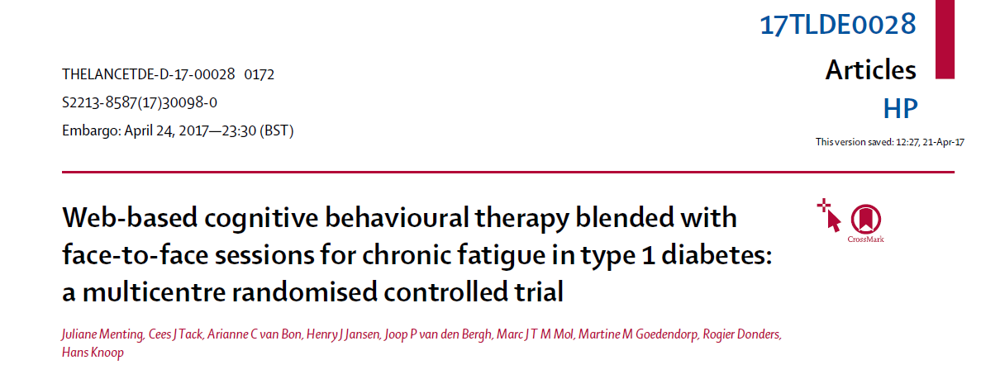 17TLDE0028
Articles
HP
This version saved: 12:27, 21-Apr-17
THELANCETDE-D-17-00028 0172
S2213-8587(17)30098-0
Embargo: April 24, 2017—23:30 (BST)
Web-based cognitive behavioural therapy blended with
face-to-face sessions for chronic fatigue in type 1 diabetes:
a multicentre randomised controlled trial
CrossMark
Juliane Menting, Cees J Tack, Arianne C van Bon, Henry J Jansen, Joop P van den Bergh, Marc J T M Mol, Martine M Goedendorp, Rogier Donders,
Hans Knoop